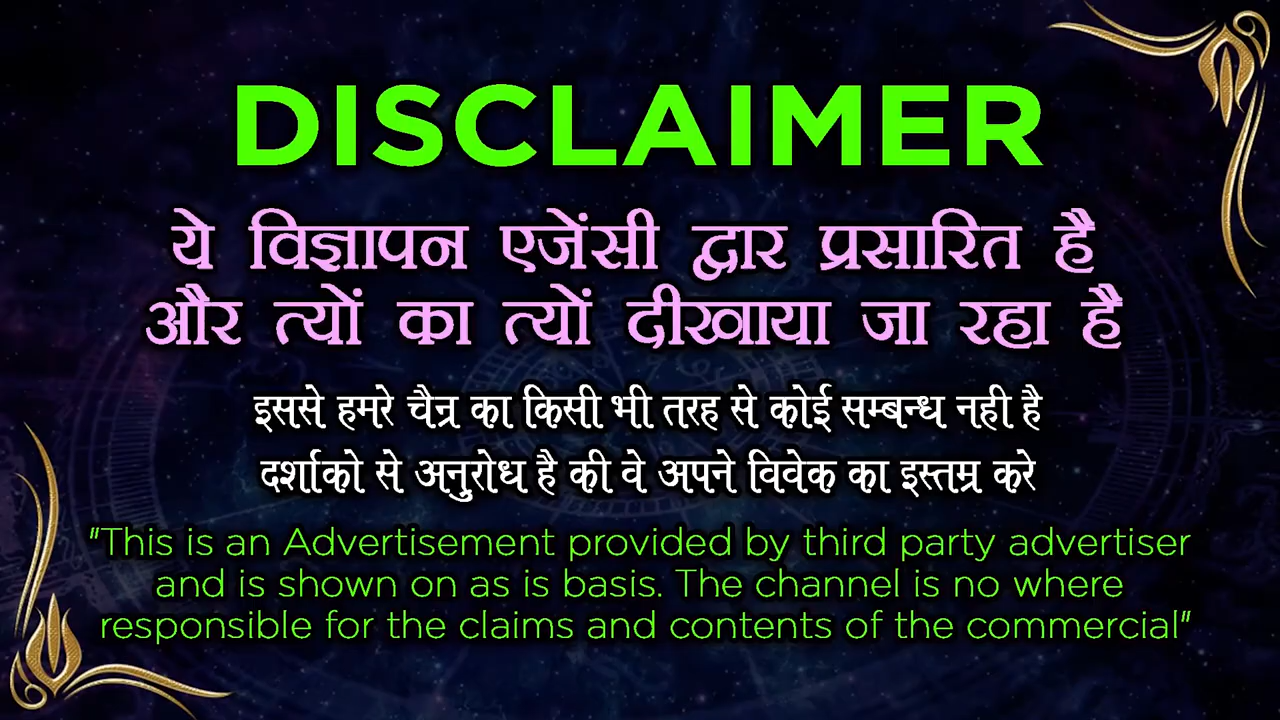 DISCLAIMER
ये विज्ञापन एजेंसी द्वार प्रसारित है
और त्यों का त्यों दीखाया जा रहा है
इससे हमरे चैन्र का किसी भी तरह से कोई सम्बन्ध नही है
दर्शाको से अनुरोध है की वे अपने विवेक का इस्तम्र करे
"This is an Advertisement provided by third party advertiser
and is shown on as is basis. The channel is no where
responsible for the claims and contents of the commercial"